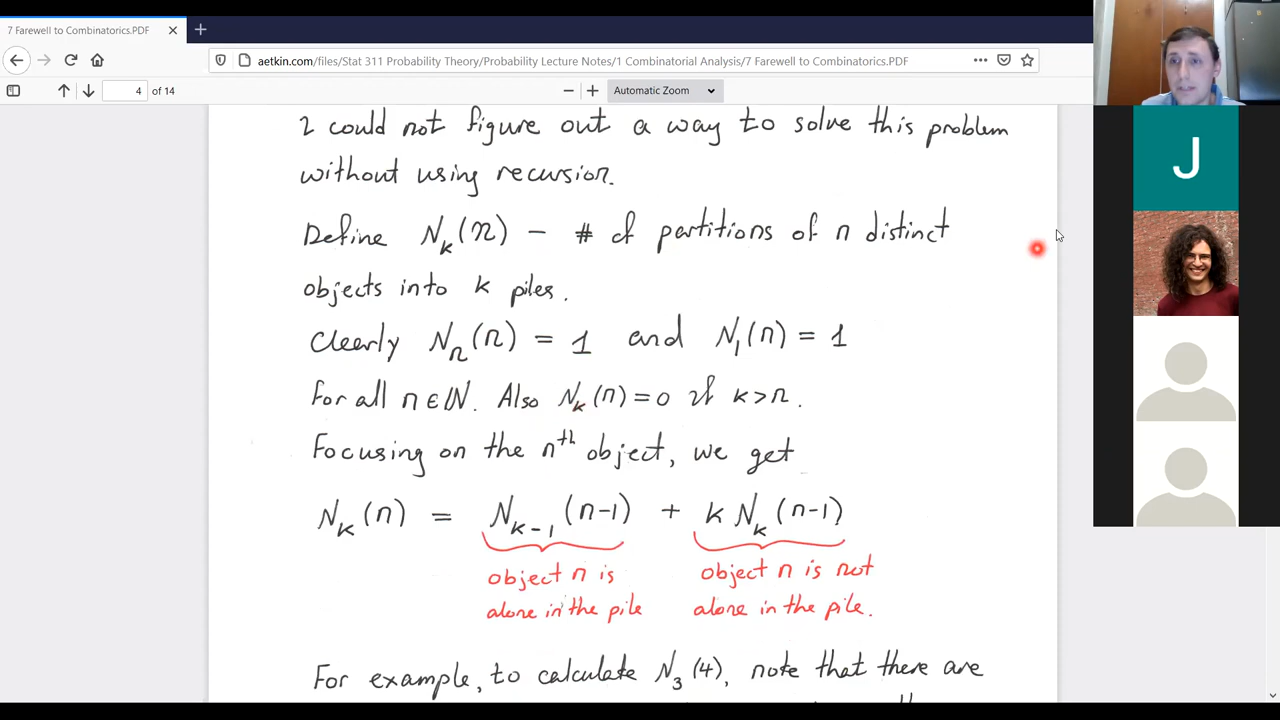 7 Farewell to Combinatorics.PDF
aetkin.com/files/Stat 311 Probability Theory/Probability Lecture Notes/1 Combinatorial Analysis/7 Farewell to Combinatorics.PDF
4 of 14
Automatic Zoom
I could not figure out a way to solve this problem
without using recursion.
Define N_k(n) - # of partitions of n distinct
objects into k piles.
Clearly N_n(n) = 1 and N_1(n) = 1
for all n ∈ ℕ. Also N_k(n) = 0 if k > n.
Focusing on the nth object, we get
N_k(n) = N_{k-1}(n-1) + k N_k(n-1)
object n is
alone in the pile
object n is not
alone in the pile.
For example, to calculate N_3(4), note that there are
J